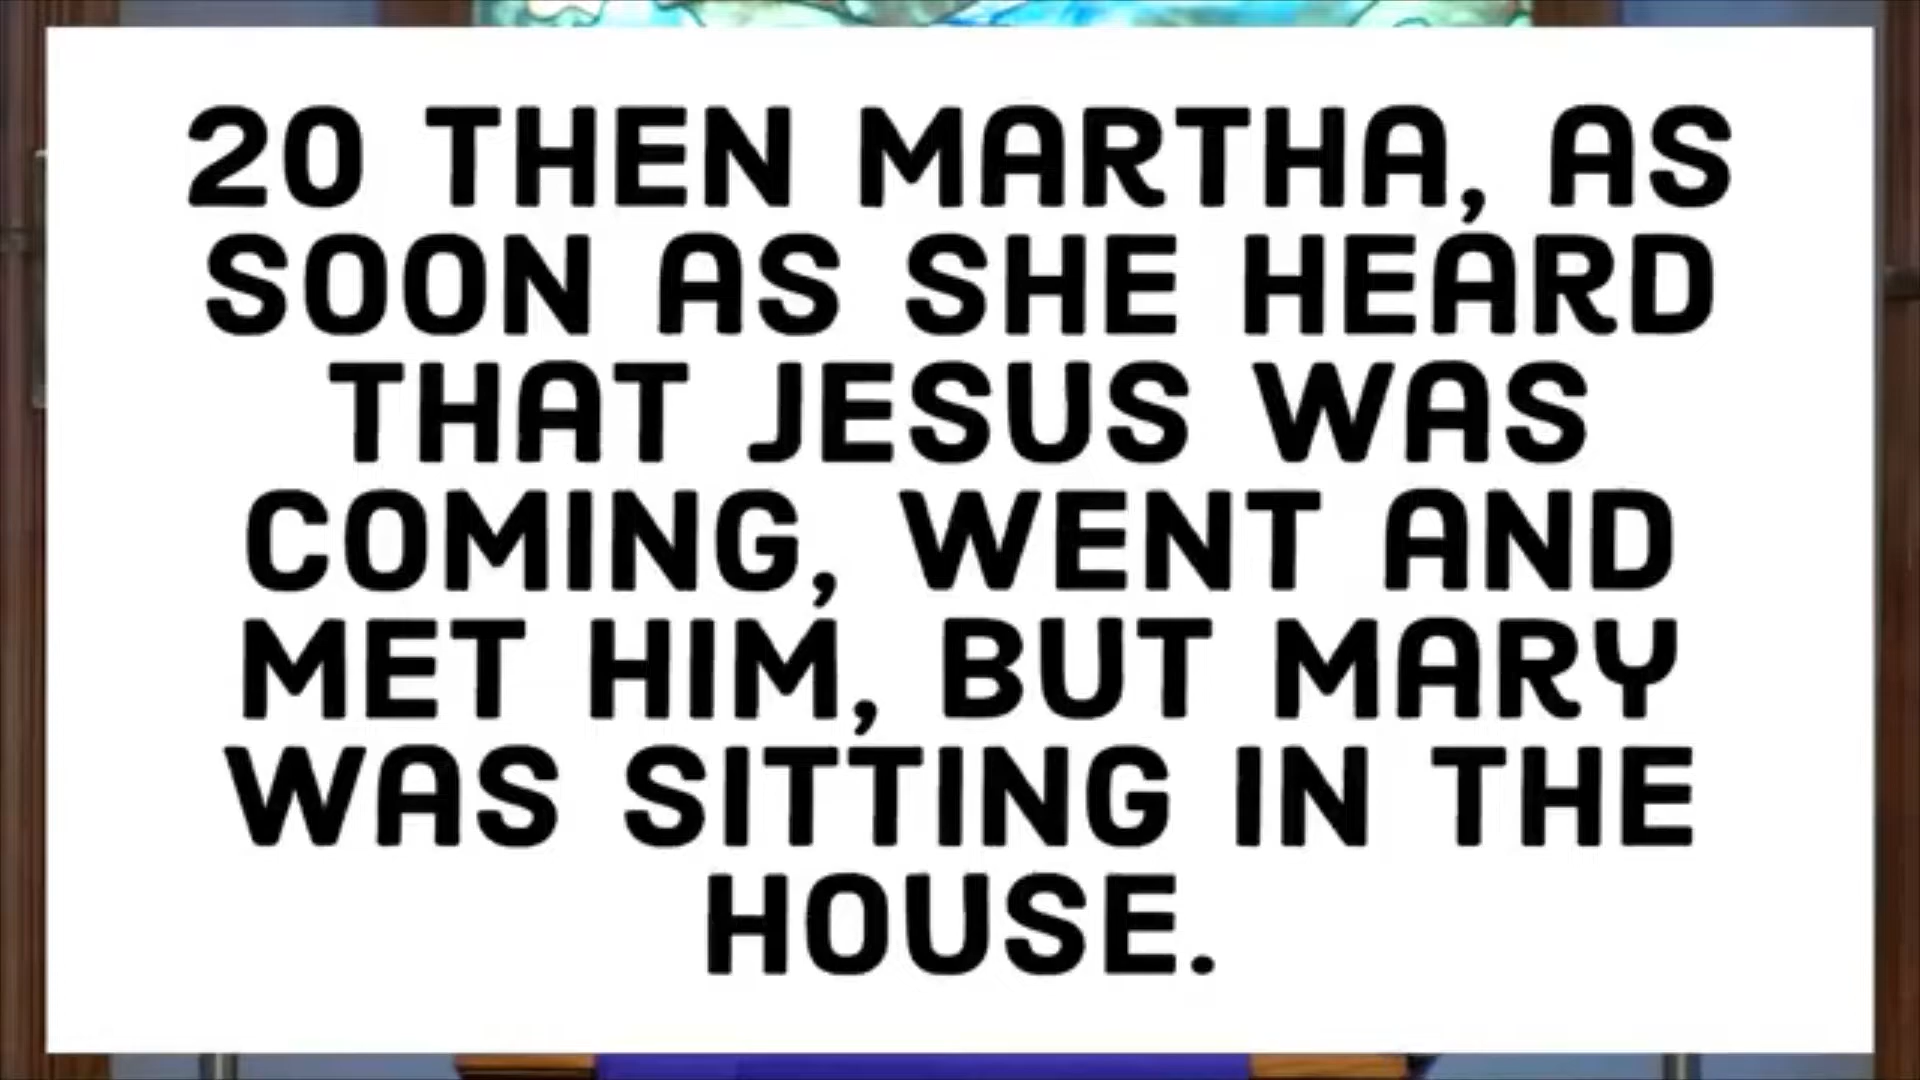 20 THEN MARTHA, AS
SOON AS SHE HEARD
THAT JESUS WAS
COMING, WENT AND
MET HIM, BUT MARY
WAS SITTING IN THE
HOUSE.